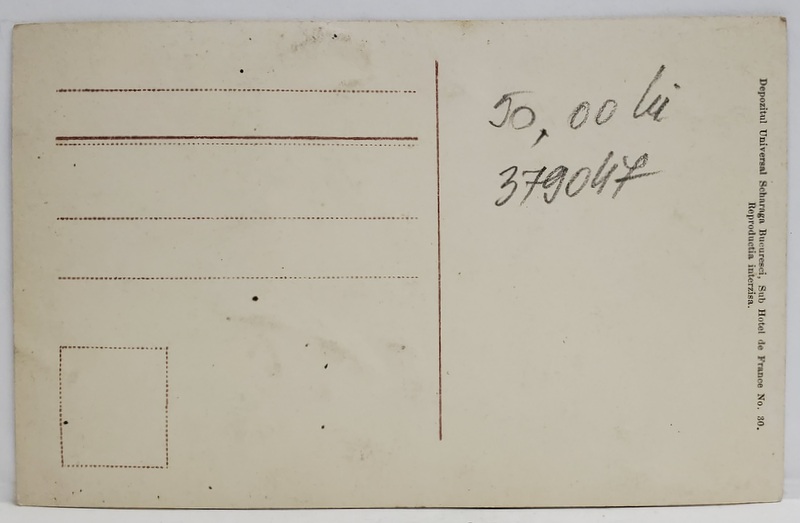 50,00 lei
379047
Depozitul Universal Scharaga Bucuresci, Sub Hotel de France No. 30.
Reproductia interzisa.